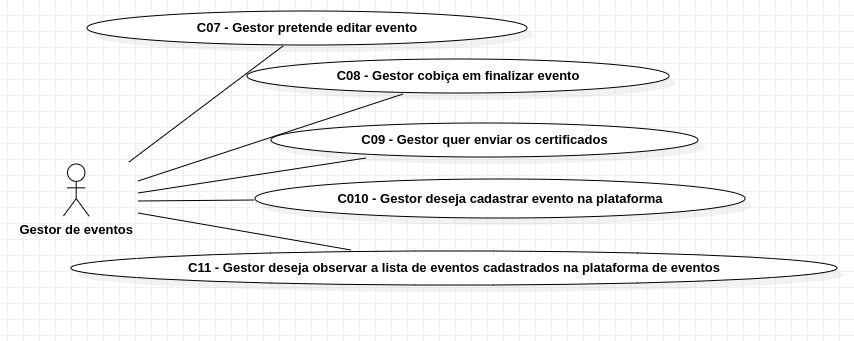 C07 - Gestor pretende editar evento
C08 - Gestor cobiça em finalizar evento
C09 - Gestor quer enviar os certificados
C010 - Gestor deseja cadastrar evento na plataforma
Gestor de eventos
C11 - Gestor deseja observar a lista de eventos cadastrados na plataforma de eventos